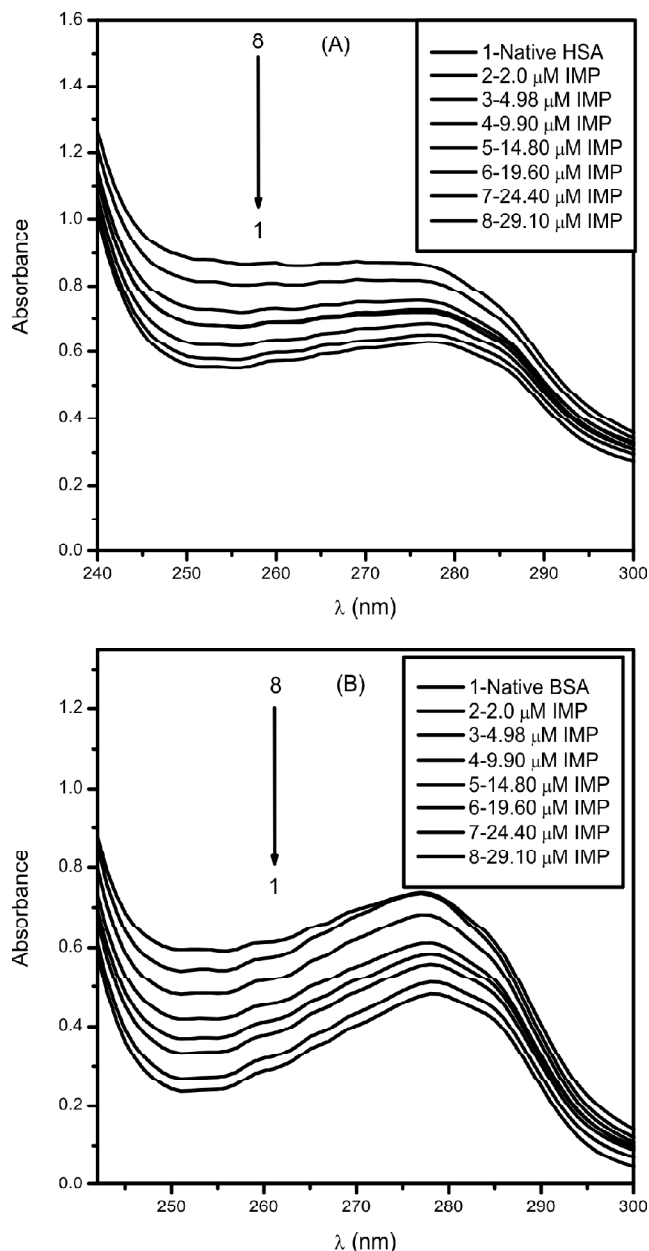 (A)
8
1
1-Native HSA
2-2.0 μM IMP
3-4.98 μM IMP
4-9.90 μM IMP
5-14.80 μM IMP
6-19.60 μM IMP
7-24.40 μM IMP
8-29.10 μM IMP
Absorbance
1.6
1.4
1.2
1.0
0.8
0.6
0.4
0.2
0.0
240 250 260 270 280 290 300
λ (nm)
(B)
8
1
1-Native BSA
2-2.0 μM IMP
3-4.98 μM IMP
4-9.90 μM IMP
5-14.80 μM IMP
6-19.60 μM IMP
7-24.40 μM IMP
8-29.10 μM IMP
Absorbance
1.2
1.0
0.8
0.6
0.4
0.2
0.0
250 260 270 280 290 300
λ (nm)